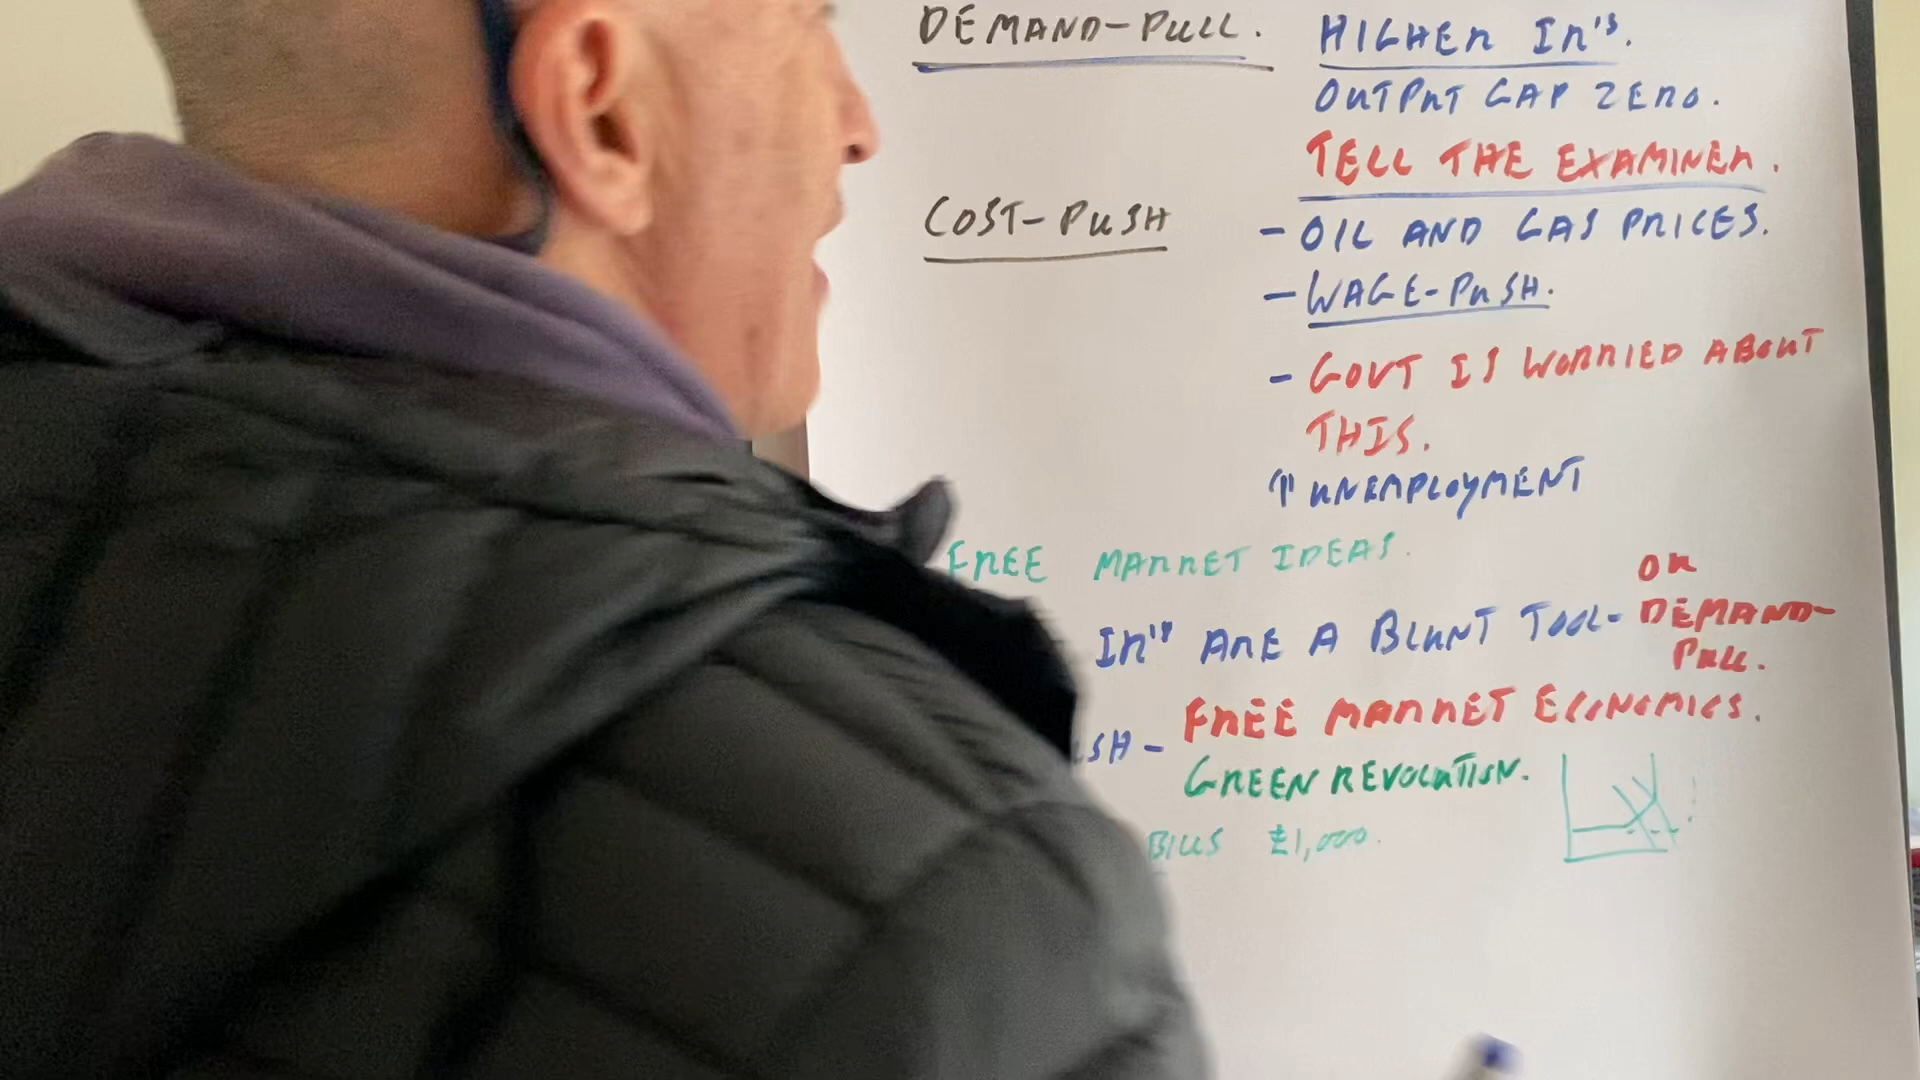 DEMAND-PULL. HIGHER IR's.
OUTPUT GAP ZERO.
TELL THE EXAMINER.
COST-PUSH - OIL AND GAS PRICES.
- WAGE-PUSH.
- GOVT IS WORRIED ABOUT
THIS.
↑ UNEMPLOYMENT
FREE MARKET IDEAS.
IR's ARE A BLUNT TOOL- OK
DEMAND-
PULL.
SH - FREE MARKET ECONOMICS.
GREEN REVOLUTION.
BILLS £1,000.